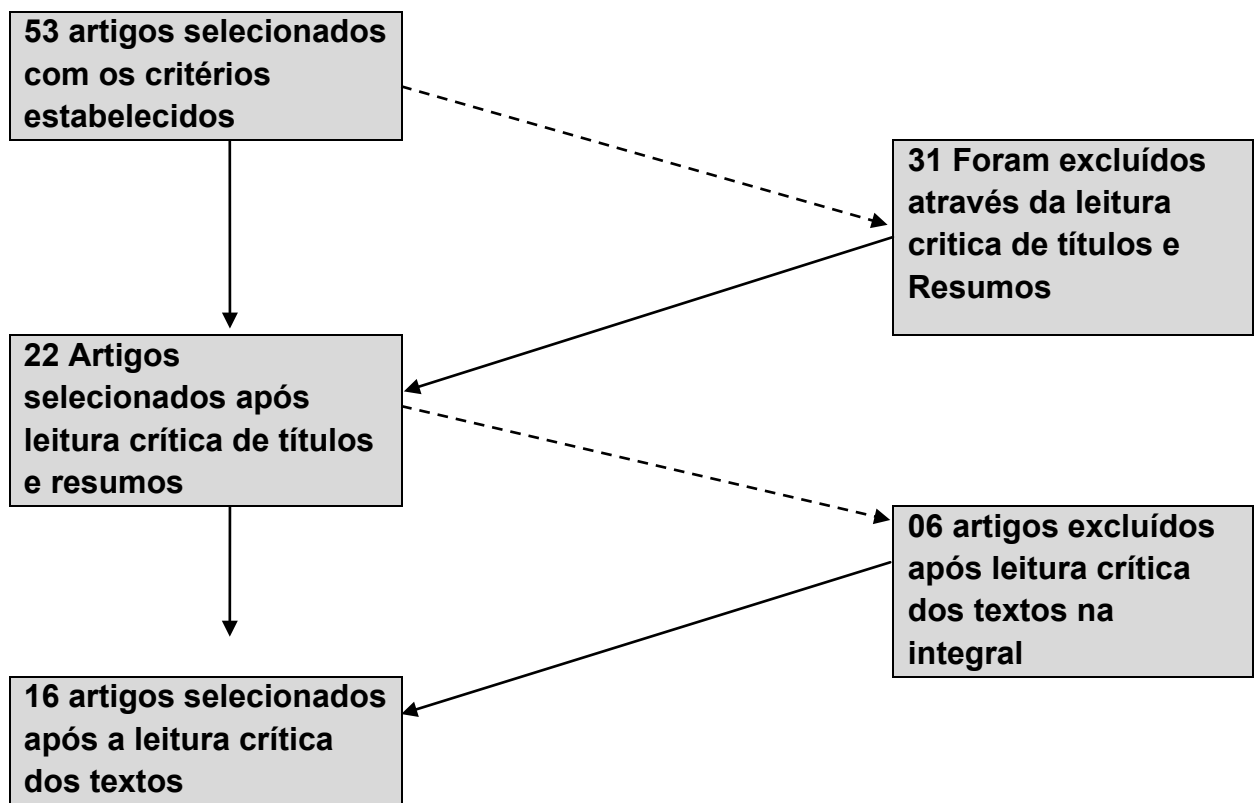 53 artigos selecionados
com os critérios
estabelecidos
31 Foram excluídos
através da leitura
critica de títulos e
Resumos
22 Artigos
selecionados após
leitura crítica de títulos
e resumos
06 artigos excluídos
após leitura crítica
dos textos na
integral
16 artigos selecionados
após a leitura crítica
dos textos